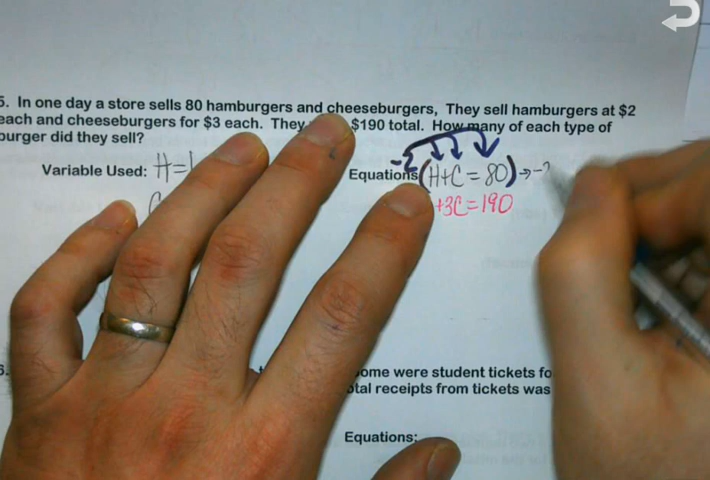 5. In one day a store sells 80 hamburgers and cheeseburgers, They sell hamburgers at $2
each and cheeseburgers for $3 each. They $190 total. How many of each type of
burger did they sell?
Variable Used: H=
Equations -2(H+C=80)→-2
+3C=190
6. ome were student tickets fo
otal receipts from tickets was
Equations: